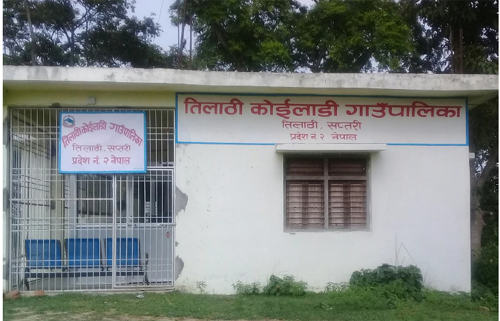 तिलाठी कोईलाडी गाउँपालिका
तिलाठी, सप्तरी
प्रदेश नं. २ नेपाल
तिलाठी कोईलाडी गाउँपालिका
तिलाठी, सप्तरी
प्रदेश नं. २ नेपाल